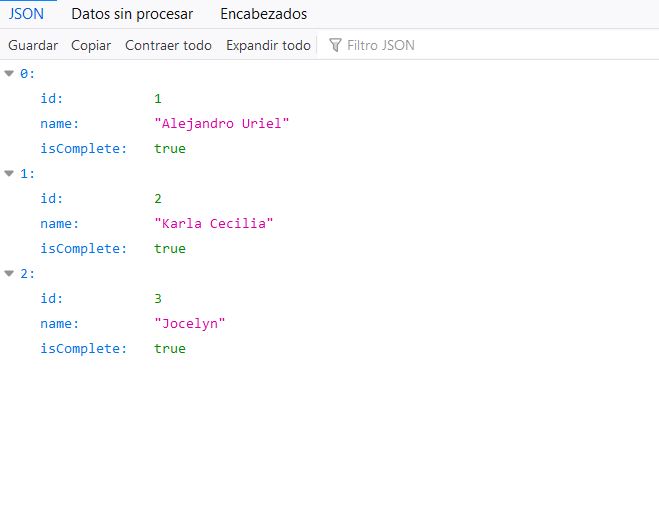 JSON Datos sin procesar Encabezados
Guardar Copiar Contraer todo Expandir todo Filtro JSON
0:
id: 1
name: "Alejandro Uriel"
isComplete: true
1:
id: 2
name: "Karla Cecilia"
isComplete: true
2:
id: 3
name: "Jocelyn"
isComplete: true